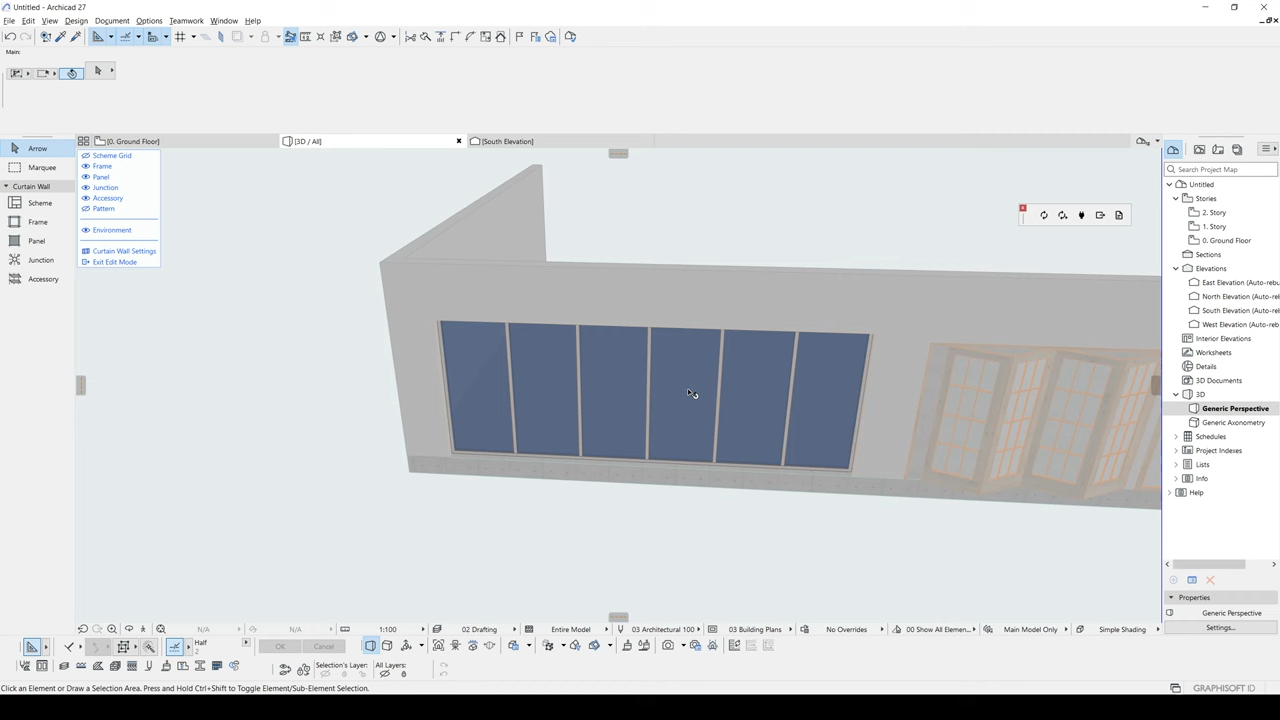 Untitled - Archicad 27
File Edit View Design Document Options Teamwork Window Help
Main:
[0. Ground Floor] [3D / All] [South Elevation]
Arrow
Marquee
Curtain Wall
Scheme
Frame
Panel
Junction
Accessory
Scheme Grid
Frame
Panel
Junction
Accessory
Pattern
Environment
Curtain Wall Settings
Exit Edit Mode
Search Project Map
Untitled
Stories
2. Story
1. Story
0. Ground Floor
Sections
Elevations
East Elevation (Auto-rebu
North Elevation (Auto-rel
South Elevation (Auto-rel
West Elevation (Auto-reb
Interior Elevations
Worksheets
Details
3D Documents
3D
Generic Perspective
Generic Axonometry
Schedules
Project Indexes
Lists
Info
Help
Properties
Generic Perspective
Settings...
N/A N/A 1:100 02 Drafting Entire Model 03 Architectural 100 03 Building Plans No Overrides 00 Show All Elemen... Main Model Only Simple Shading
Half
2
OK Cancel
Selection's Layer: All Layers:
Click an Element or Draw a Selection Area. Press and Hold Ctrl+Shift to Toggle Element/Sub-Element Selection.
GRAPHISOFT ID